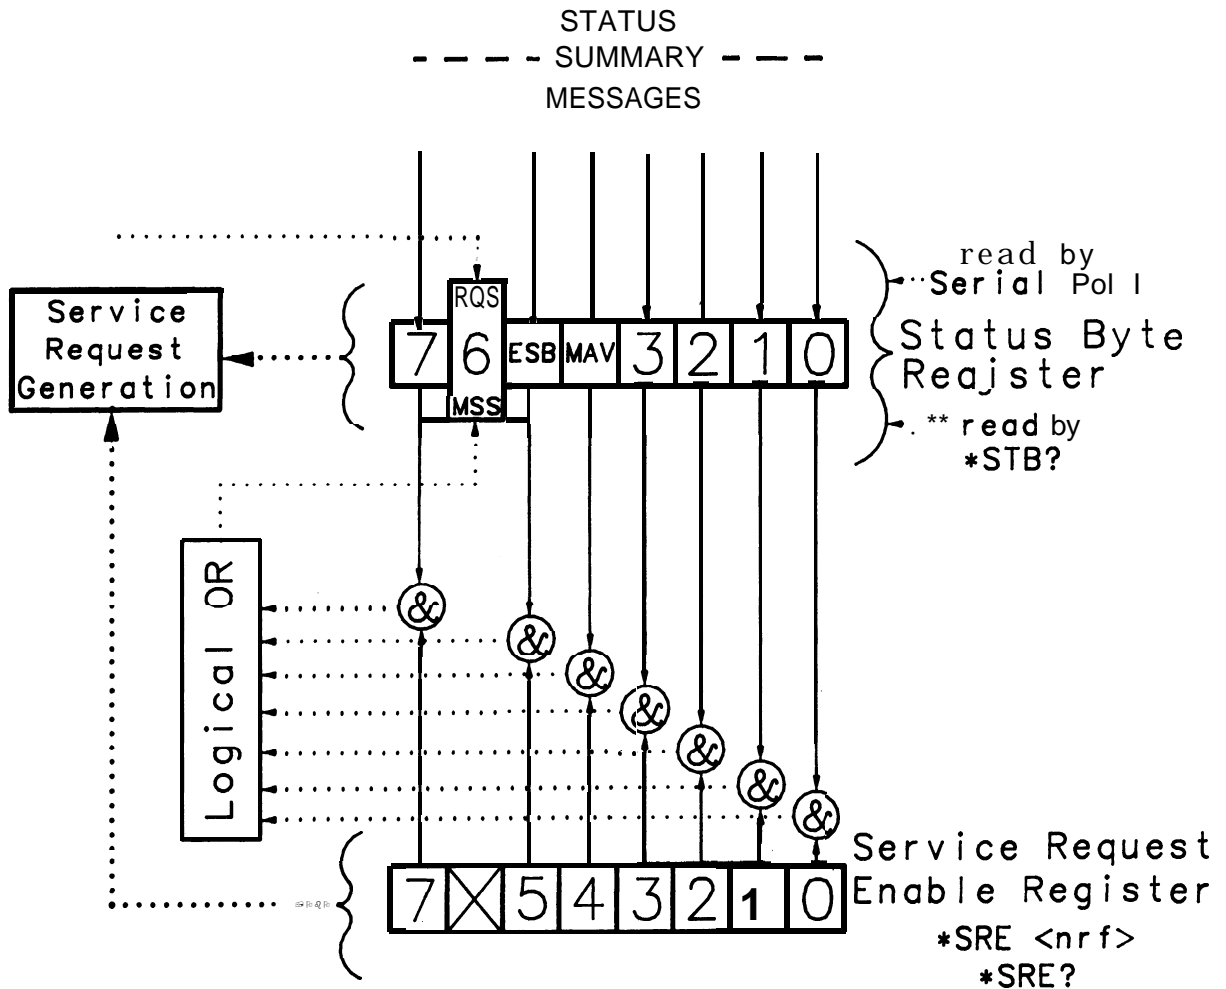 STATUS
SUMMARY
MESSAGES
read by
Serial Pol l
RQS
Service
Request
Generation
7 6 ESB MAV 3 2 1 0
Status Byte
Reajster
MSS
. ** read by
*STB?
Logical OR
&
&
&
&
&
&
&
Service Request
Enable Register
7 5 4 3 2 1 0
*SRE <nrf>
*SRE?